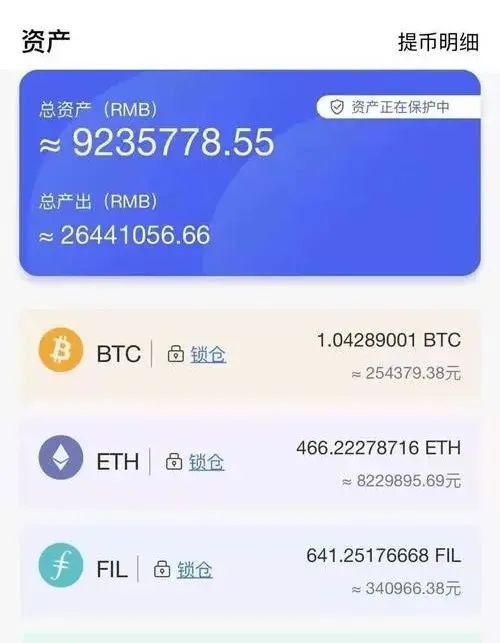 资产
提币明细
总资产（RMB）
资产正在保护中
≈ 9235778.55
总产出（RMB）
≈ 26441056.66
BTC 锁仓
1.04289001 BTC
≈ 254379.38元
ETH 锁仓
466.22278716 ETH
≈ 8229895.69元
FIL 锁仓
641.25176668 FIL
≈ 340966.38元